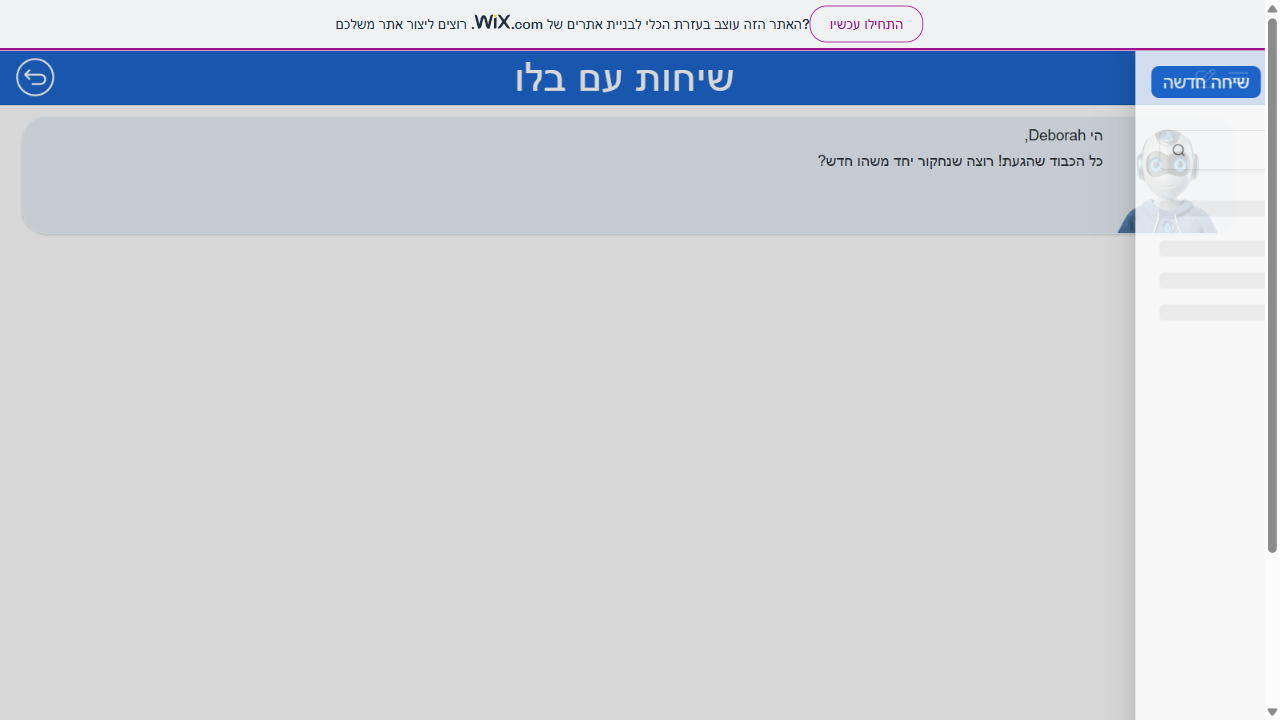 האתר הזה עוצב בעזרת הכלי לבניית אתרים של WiX.com. רוצים ליצור אתר משלכם?
התחילו עכשיו
שיחות עם בלו
שיחה חדשה
הי Deborah,
כל הכבוד שהגעת! רוצה שנחקור יחד משהו חדש?